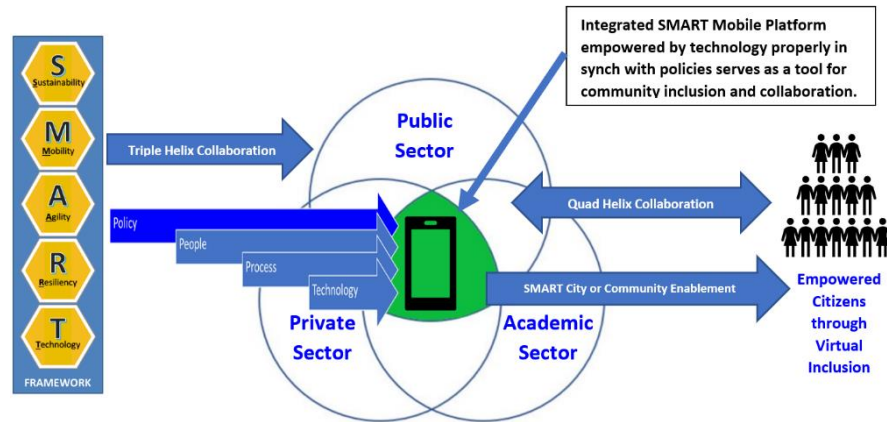 S
Sustainability
M
Mobility
A
Agility
R
Resiliency
T
Technology
FRAMEWORK
Triple Helix Collaboration
Policy
People
Process
Technology
Public
Sector
Private
Sector
Academic
Sector
Integrated SMART Mobile Platform
empowered by technology properly in
synch with policies serves as a tool for
community inclusion and collaboration.
Quad Helix Collaboration
SMART City or Community Enablement
Empowered
Citizens
through
Virtual
Inclusion